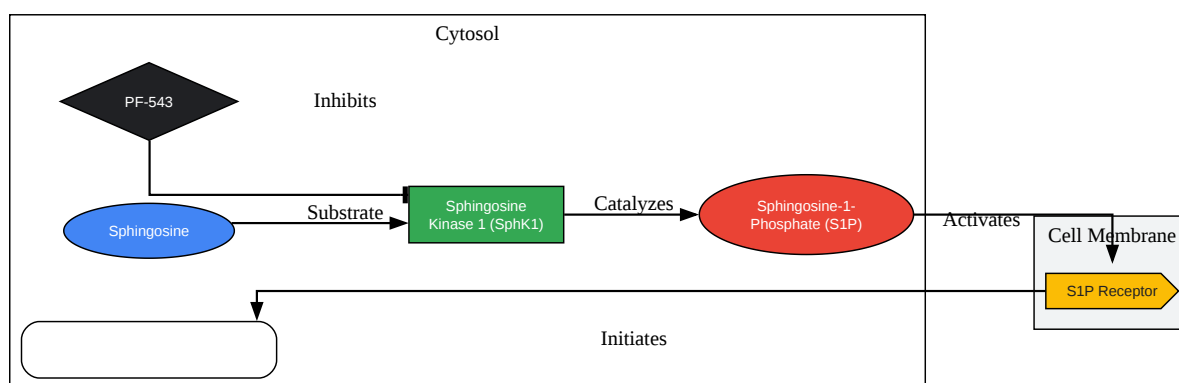 Cytosol
PF-543
Inhibits
Sphingosine
Substrate
Sphingosine
Kinase 1 (SphK1)
Catalyzes
Sphingosine-1-
Phosphate (S1P)
Activates
Cell Membrane
S1P Receptor
Initiates